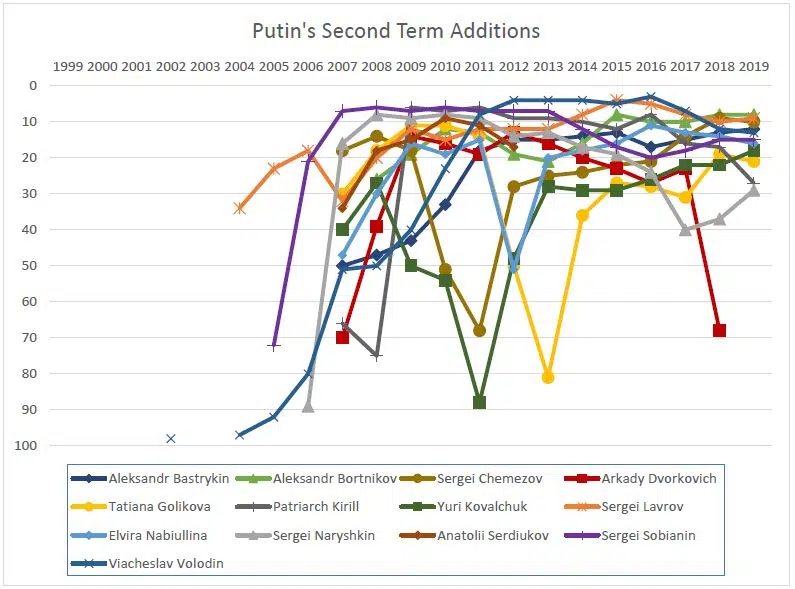 Putin's Second Term Additions
1999 2000 2001 2002 2003 2004 2005 2006 2007 2008 2009 2010 2011 2012 2013 2014 2015 2016 2017 2018 2019
0
10
20
30
40
50
60
70
80
90
100
Aleksandr Bastrykin Aleksandr Bortnikov Sergei Chemezov Arkady Dvorkovich
Tatiana Golikova Patriarch Kirill Yuri Kovalchuk Sergei Lavrov
Elvira Nabiullina Sergei Naryshkin Anatolii Serdiukov Sergei Sobianin
Viacheslav Volodin